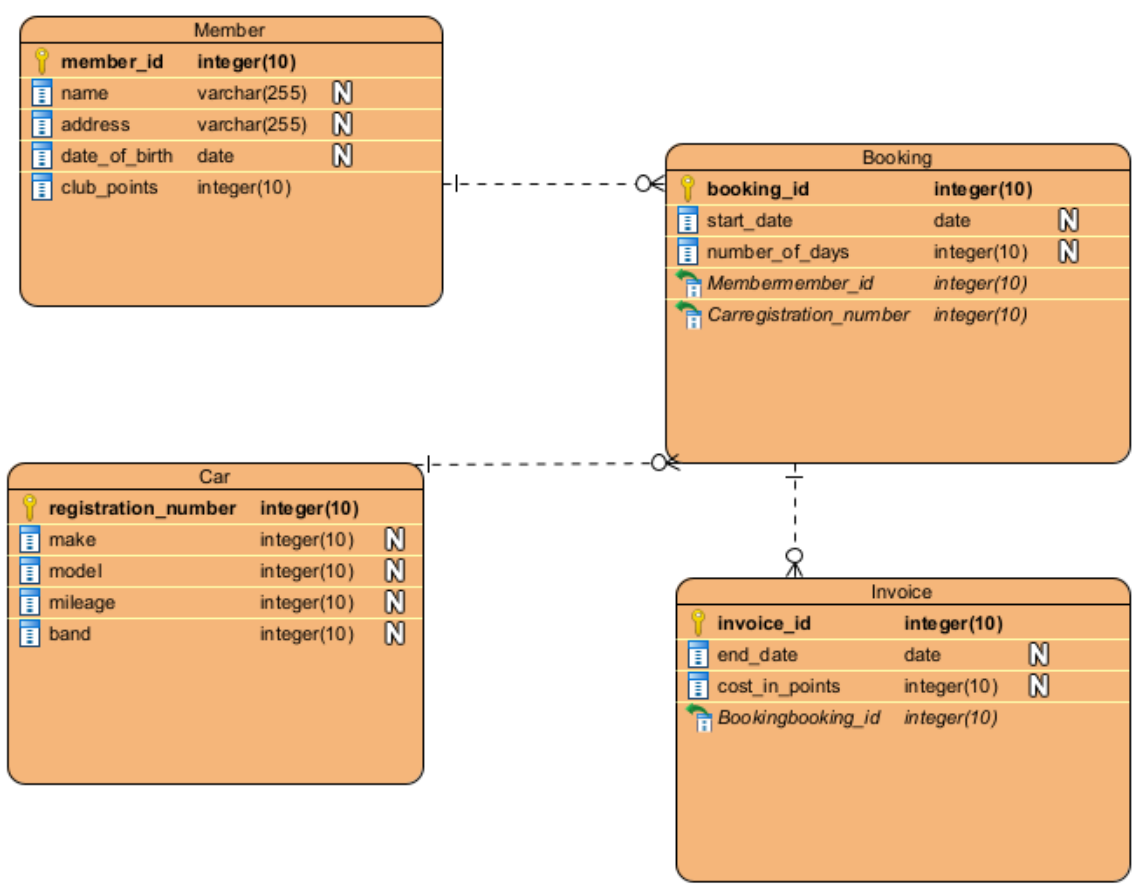 Member
member_id integer(10)
name varchar(255) N
address varchar(255) N
date_of_birth date N
club_points integer(10)
Booking
booking_id integer(10)
start_date date N
number_of_days integer(10) N
Membermember_id integer(10)
Carregistration_number integer(10)
Car
registration_number integer(10)
make integer(10) N
model integer(10) N
mileage integer(10) N
band integer(10) N
Invoice
invoice_id integer(10)
end_date date N
cost_in_points integer(10) N
Bookingbooking_id integer(10)